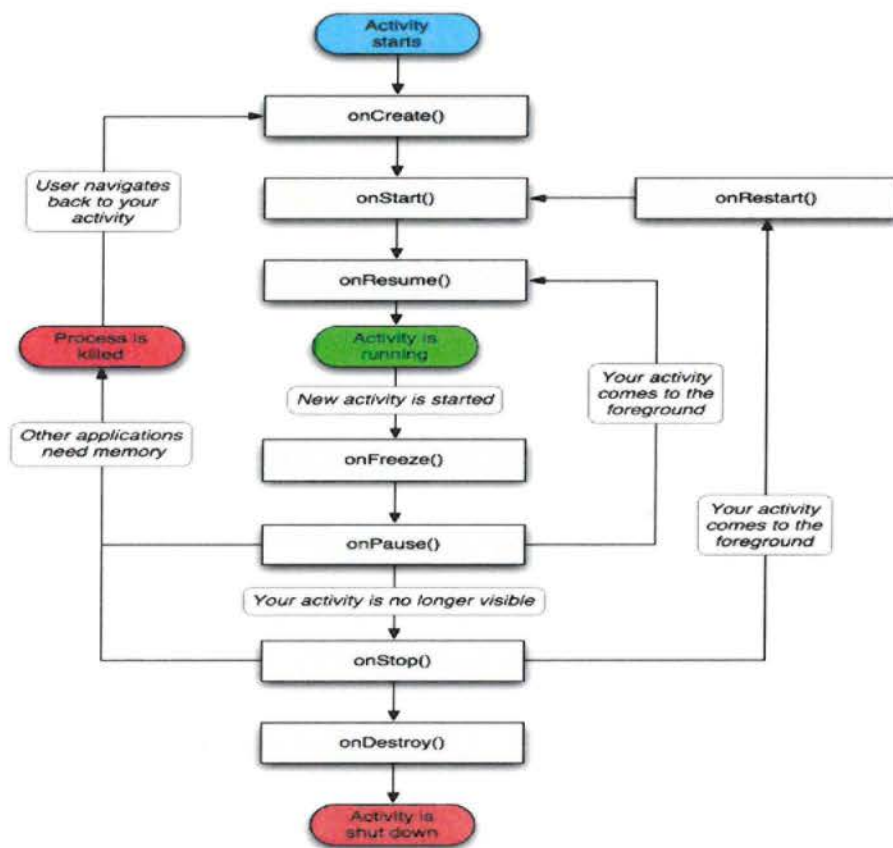 Activity
starts
onCreate()
User navigates
back to your
activity
onStart()
onRestart()
onResume()
Process is
killed
Activity is
running
Your activity
comes to the
foreground
New activity is started
Other applications
need memory
onFreeze()
Your activity
comes to the
foreground
onPause()
Your activity is no longer visible
onStop()
onDestroy()
Activity is
shut down